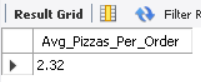 Result Grid Filter R
Avg_Pizzas_Per_Order
2.32